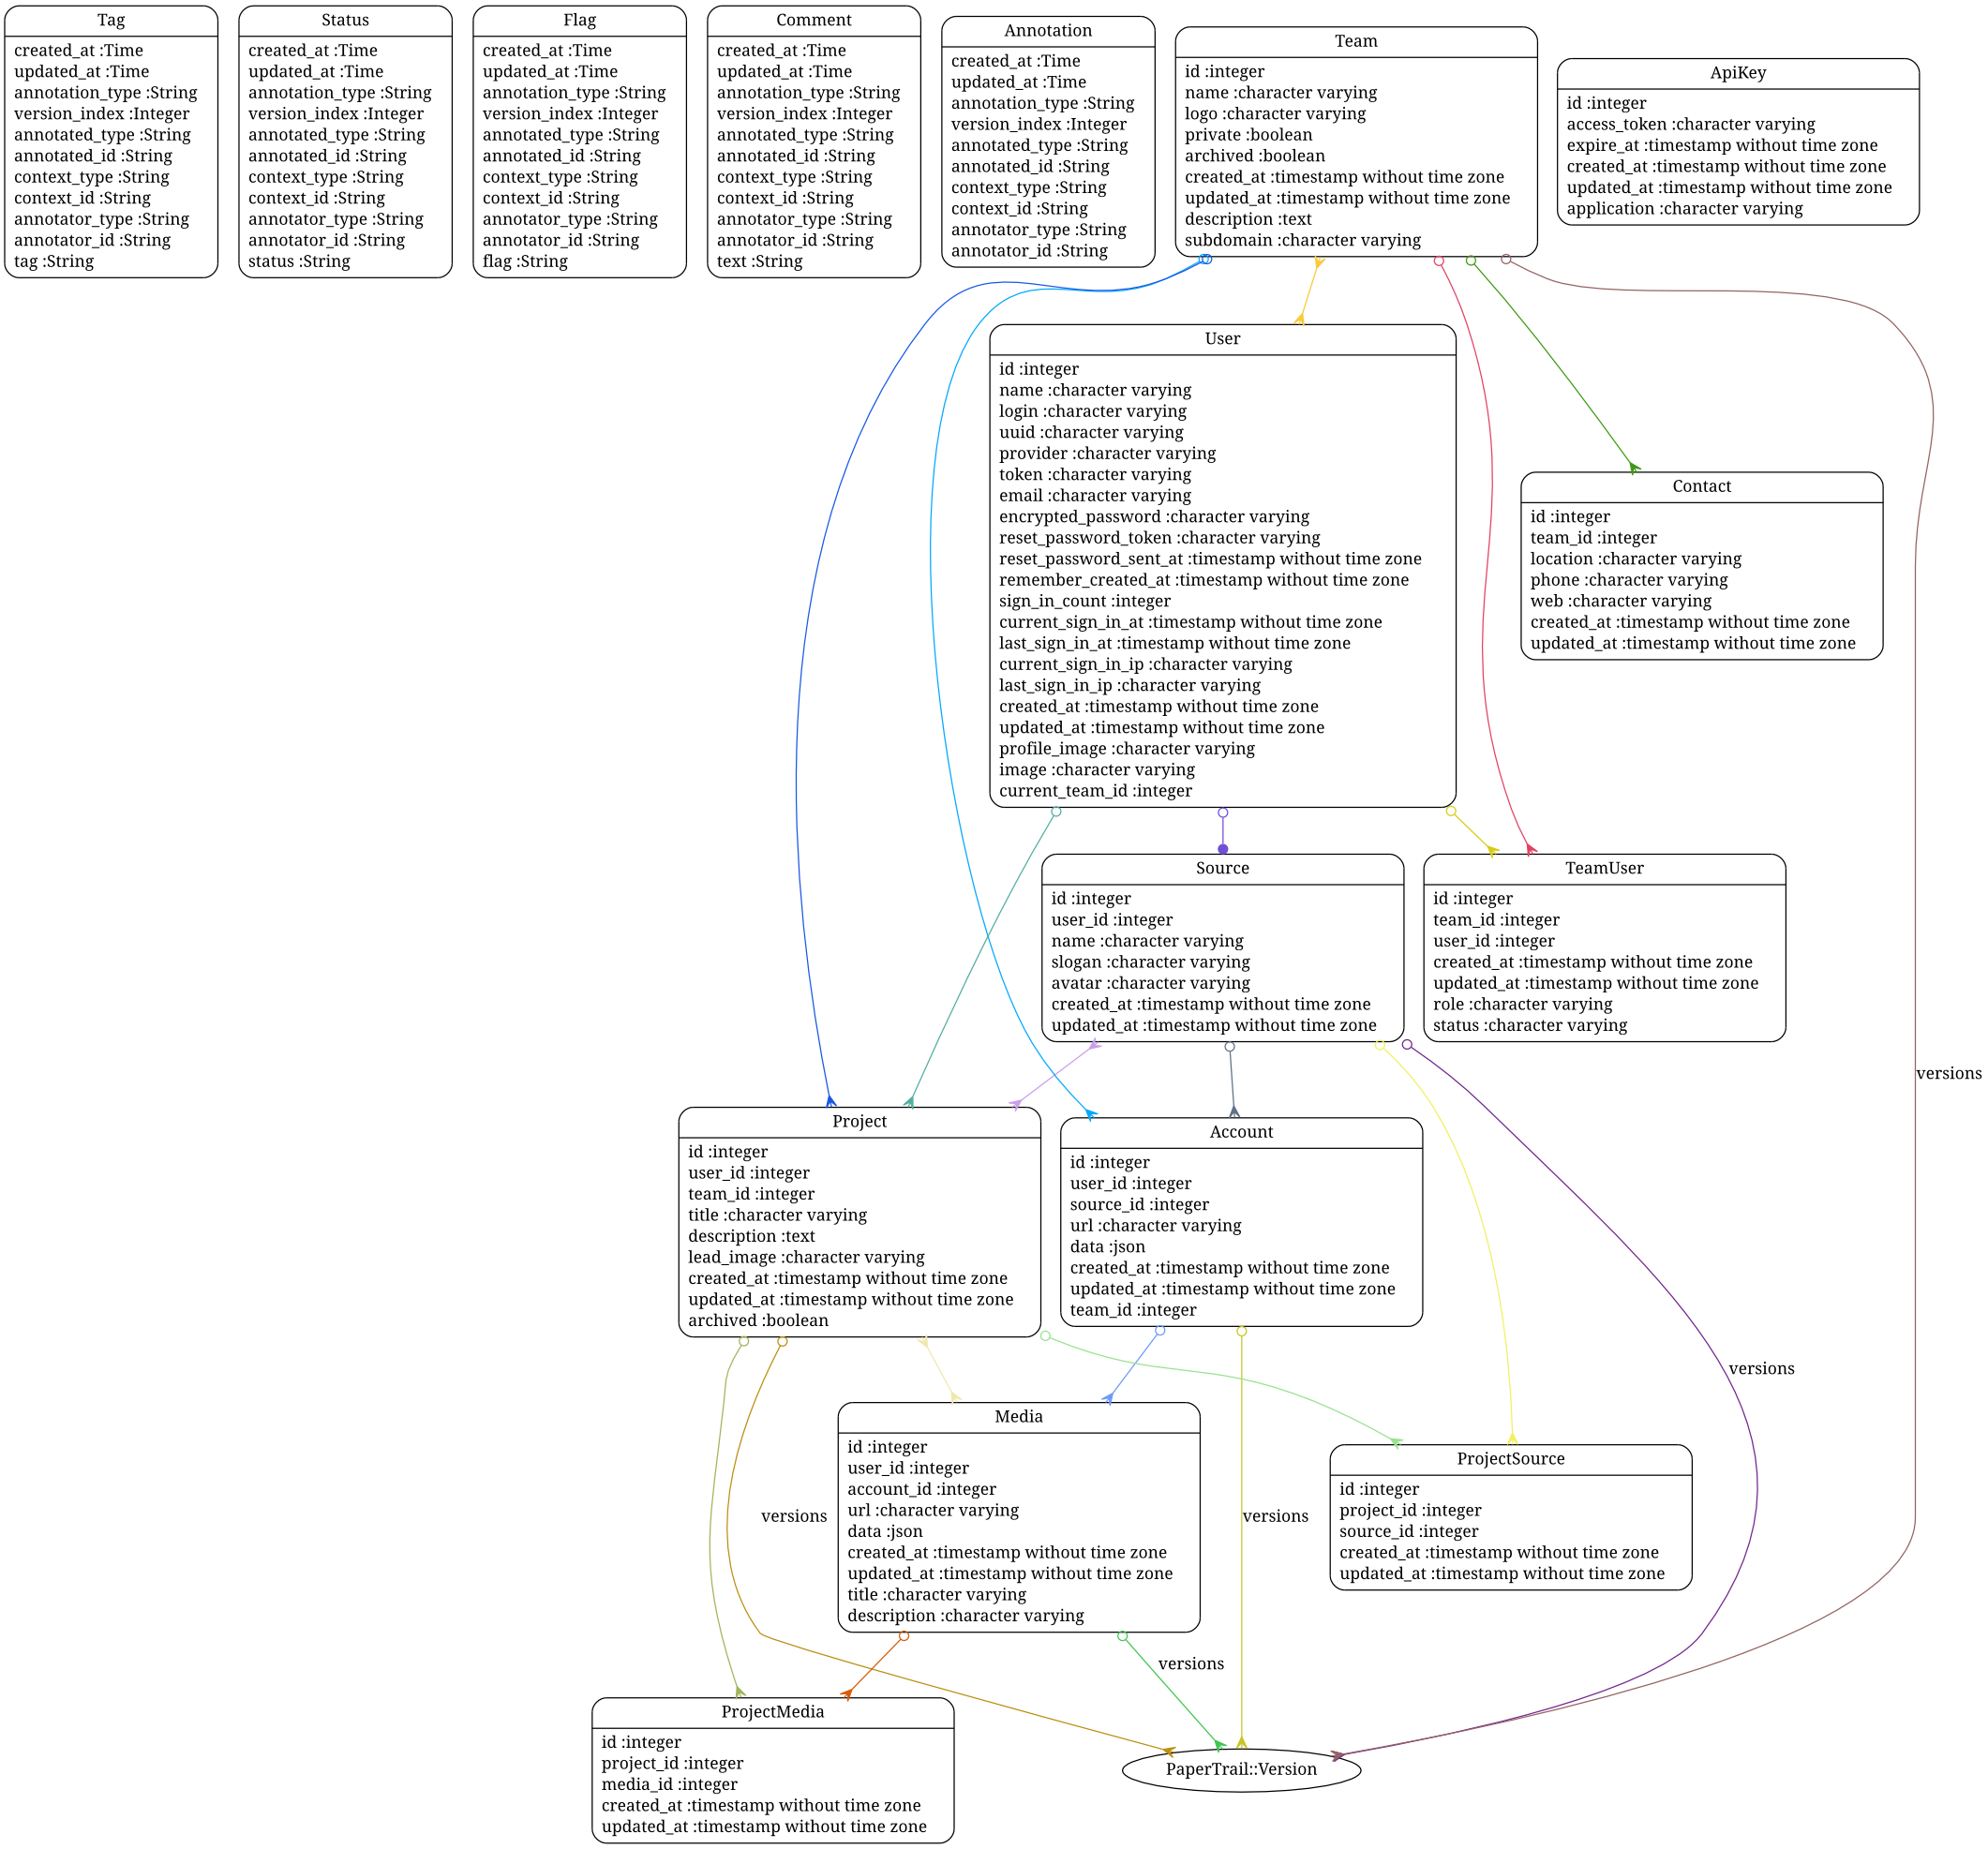 Tag
created_at :Time
updated_at :Time
annotation_type :String
version_index :Integer
annotated_type :String
annotated_id :String
context_type :String
context_id :String
annotator_type :String
annotator_id :String
tag :String
Status
created_at :Time
updated_at :Time
annotation_type :String
version_index :Integer
annotated_type :String
annotated_id :String
context_type :String
context_id :String
annotator_type :String
annotator_id :String
status :String
Flag
created_at :Time
updated_at :Time
annotation_type :String
version_index :Integer
annotated_type :String
annotated_id :String
context_type :String
context_id :String
annotator_type :String
annotator_id :String
flag :String
Comment
created_at :Time
updated_at :Time
annotation_type :String
version_index :Integer
annotated_type :String
annotated_id :String
context_type :String
context_id :String
annotator_type :String
annotator_id :String
text :String
Annotation
created_at :Time
updated_at :Time
annotation_type :String
version_index :Integer
annotated_type :String
annotated_id :String
context_type :String
context_id :String
annotator_type :String
annotator_id :String
Team
id :integer
name :character varying
logo :character varying
private :boolean
archived :boolean
created_at :timestamp without time zone
updated_at :timestamp without time zone
description :text
subdomain :character varying
ApiKey
id :integer
access_token :character varying
expire_at :timestamp without time zone
created_at :timestamp without time zone
updated_at :timestamp without time zone
application :character varying
User
id :integer
name :character varying
login :character varying
uuid :character varying
provider :character varying
token :character varying
email :character varying
encrypted_password :character varying
reset_password_token :character varying
reset_password_sent_at :timestamp without time zone
remember_created_at :timestamp without time zone
sign_in_count :integer
current_sign_in_at :timestamp without time zone
last_sign_in_at :timestamp without time zone
current_sign_in_ip :character varying
last_sign_in_ip :character varying
created_at :timestamp without time zone
updated_at :timestamp without time zone
profile_image :character varying
image :character varying
current_team_id :integer
Contact
id :integer
team_id :integer
location :character varying
phone :character varying
web :character varying
created_at :timestamp without time zone
updated_at :timestamp without time zone
Source
id :integer
user_id :integer
name :character varying
slogan :character varying
avatar :character varying
created_at :timestamp without time zone
updated_at :timestamp without time zone
TeamUser
id :integer
team_id :integer
user_id :integer
created_at :timestamp without time zone
updated_at :timestamp without time zone
role :character varying
status :character varying
versions
Project
id :integer
user_id :integer
team_id :integer
title :character varying
description :text
lead_image :character varying
created_at :timestamp without time zone
updated_at :timestamp without time zone
archived :boolean
Account
id :integer
user_id :integer
source_id :integer
url :character varying
data :json
created_at :timestamp without time zone
updated_at :timestamp without time zone
team_id :integer
versions
versions
Media
id :integer
user_id :integer
account_id :integer
url :character varying
data :json
created_at :timestamp without time zone
updated_at :timestamp without time zone
title :character varying
description :character varying
versions
ProjectSource
id :integer
project_id :integer
source_id :integer
created_at :timestamp without time zone
updated_at :timestamp without time zone
versions
ProjectMedia
id :integer
project_id :integer
media_id :integer
created_at :timestamp without time zone
updated_at :timestamp without time zone
PaperTrail::Version